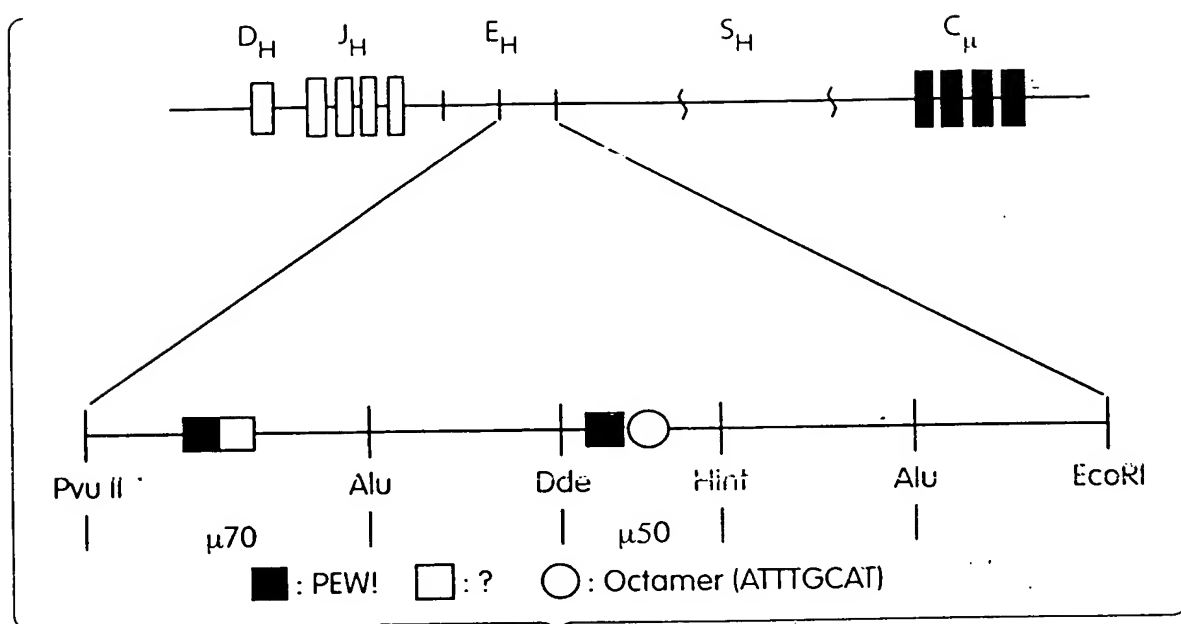 DH JH EH SH Cμ
Pvu II Alu Dde Hinf Alu EcoRI
μ70 μ50
: PEW! : ? : Octamer (ATTTGCAT)